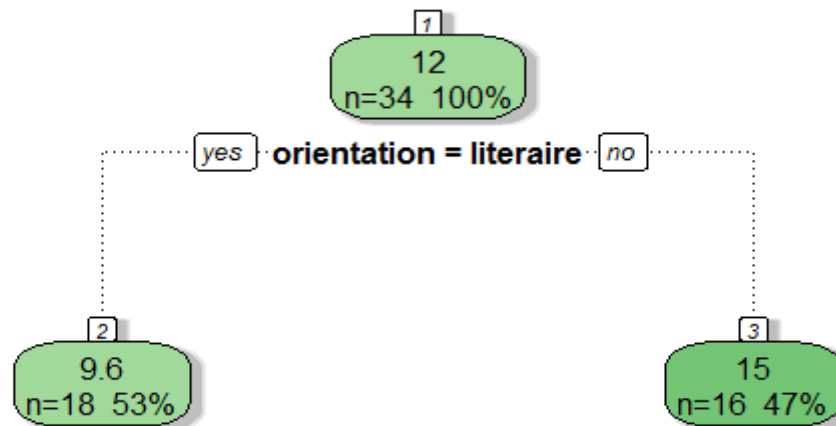 1
12
n=34 100%
yes orientation = literaire no
2
9.6
n=18 53%
3
15
n=16 47%